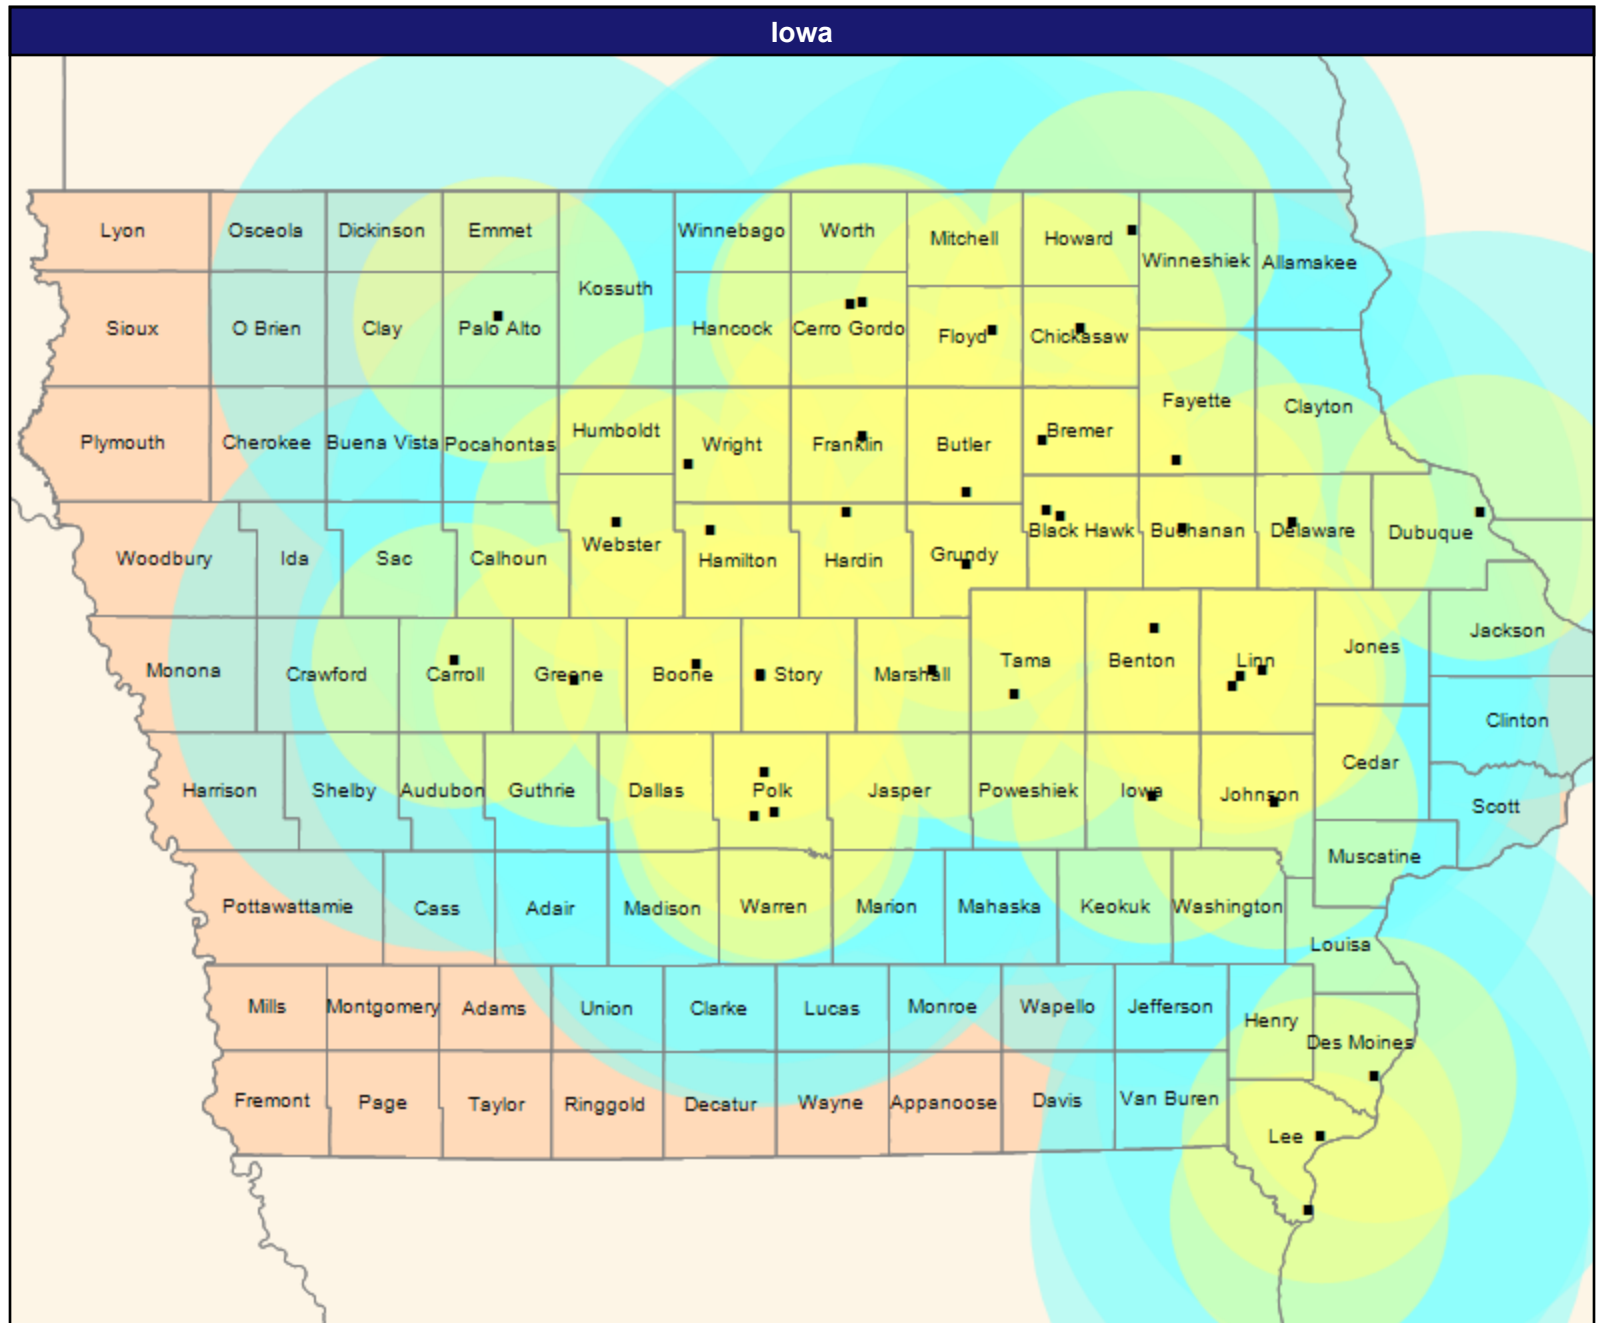 Iowa
Lyon
Osceola
Dickinson
Emmet
Winnebago
Worth
Mitchell
Howard
Winneshiek
Allamakee
Kossuth
Sioux
O Brien
Clay
Palo Alto
Hancock
Cerro Gordo
Floyd
Chickasaw
Fayette
Clayton
Plymouth
Cherokee
Buena Vista
Pocahontas
Humboldt
Wright
Franklin
Butler
Bremer
Woodbury
Ida
Sac
Calhoun
Webster
Hamilton
Hardin
Grundy
Black Hawk
Buchanan
Delaware
Dubuque
Monona
Crawford
Carroll
Greene
Boone
Story
Marshall
Tama
Benton
Linn
Jones
Jackson
Clinton
Harrison
Shelby
Audubon
Guthrie
Dallas
Polk
Jasper
Poweshiek
Iowa
Johnson
Cedar
Scott
Muscatine
Pottawattamie
Cass
Adair
Madison
Warren
Marion
Mahaska
Keokuk
Washington
Louisa
Mills
Montgomery
Adams
Union
Clarke
Lucas
Monroe
Wapello
Jefferson
Henry
Des Moines
Fremont
Page
Taylor
Ringgold
Decatur
Wayne
Appanoose
Davis
Van Buren
Lee